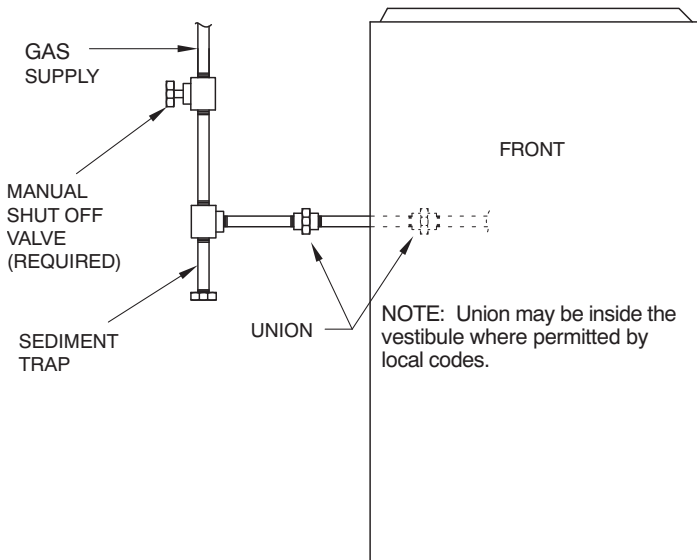 GAS
SUPPLY
FRONT
MANUAL
SHUT OFF
VALVE
(REQUIRED)
SEDIMENT
TRAP
UNION
NOTE: Union may be inside the
vestibule where permitted by
local codes.